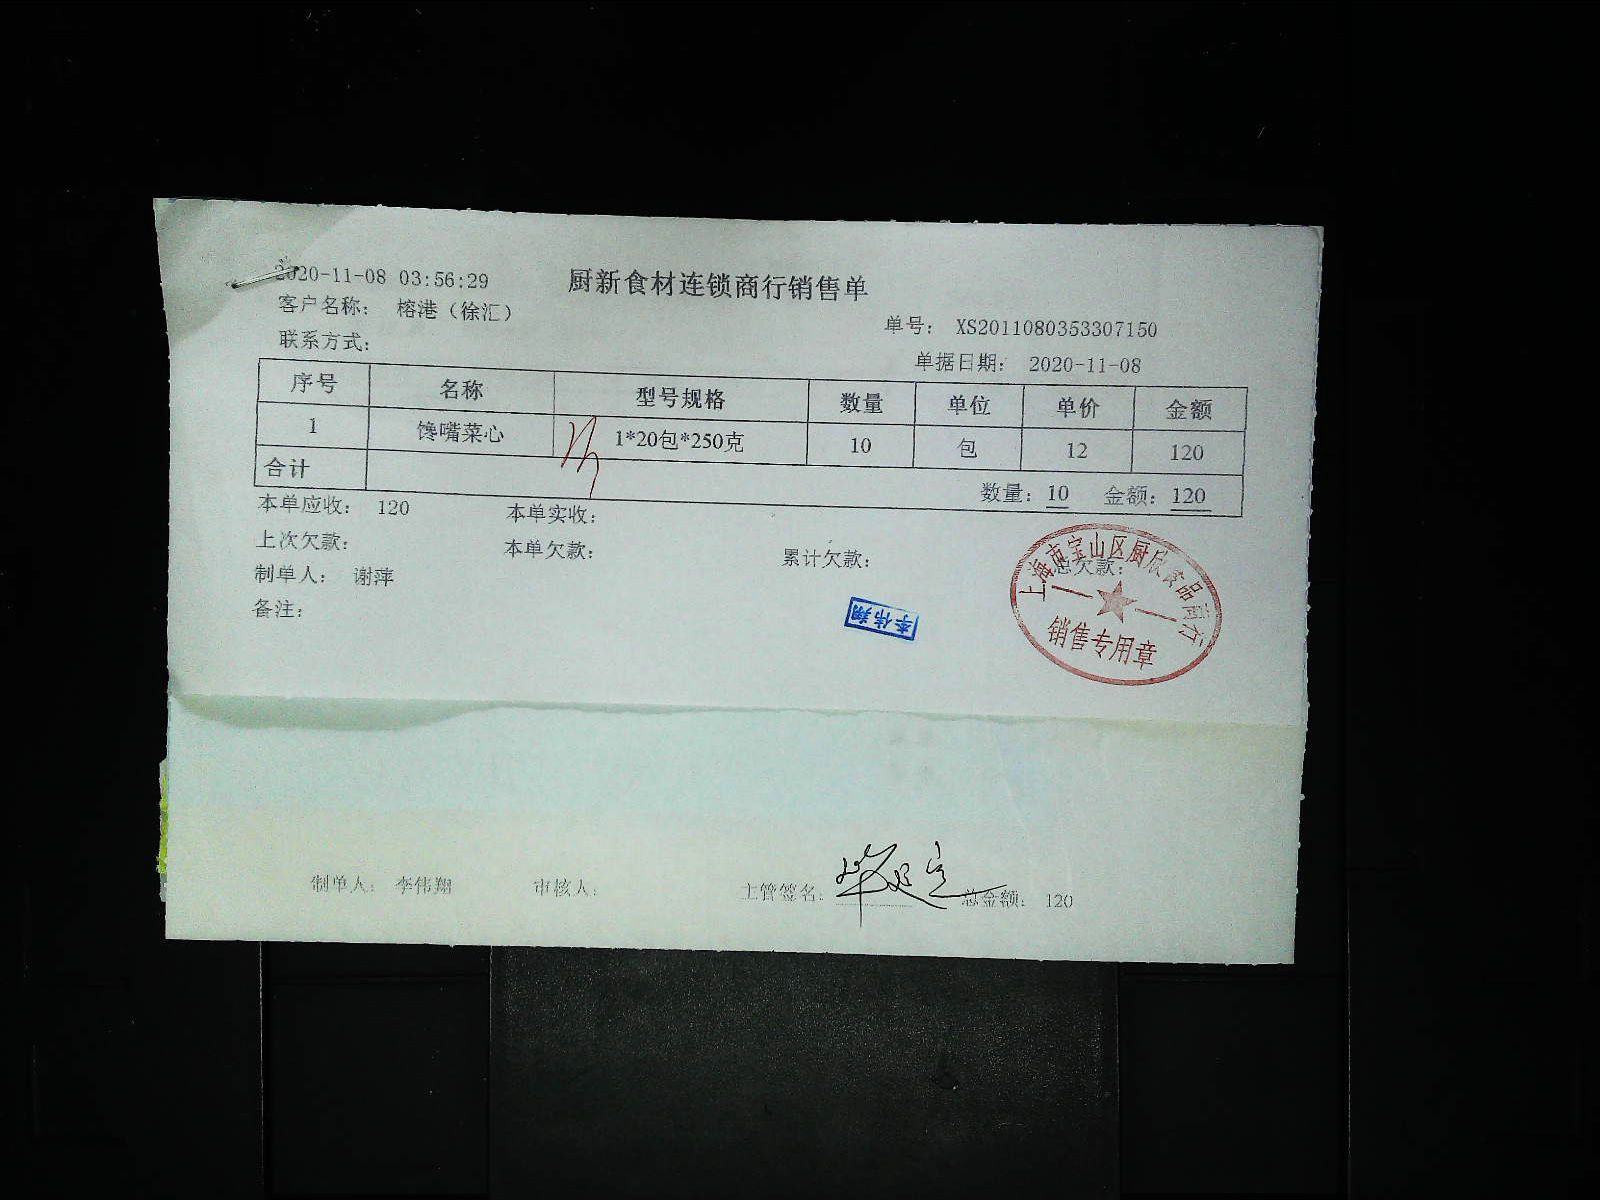 2020-11-08 03:56:29
厨新食材连锁商行销售单
客户名称: 榕港（徐汇）
单号: XS2011080353307150
联系方式:
单据日期: 2020-11-08
序号 名称 型号规格 数量 单位 单价 金额
1 馋嘴菜心 1*20包*250克 10 包 12 120
合计 数量: 10 金额: 120
本单应收: 120 本单实收:
上次欠款: 本单欠款: 累计欠款: 总欠款:
制单人: 谢萍
备注:
李伟翔
上海市宝山区厨欣食品商行
销售专用章
制单人: 李伟翔 审核人: 主管签名: 总金额: 120